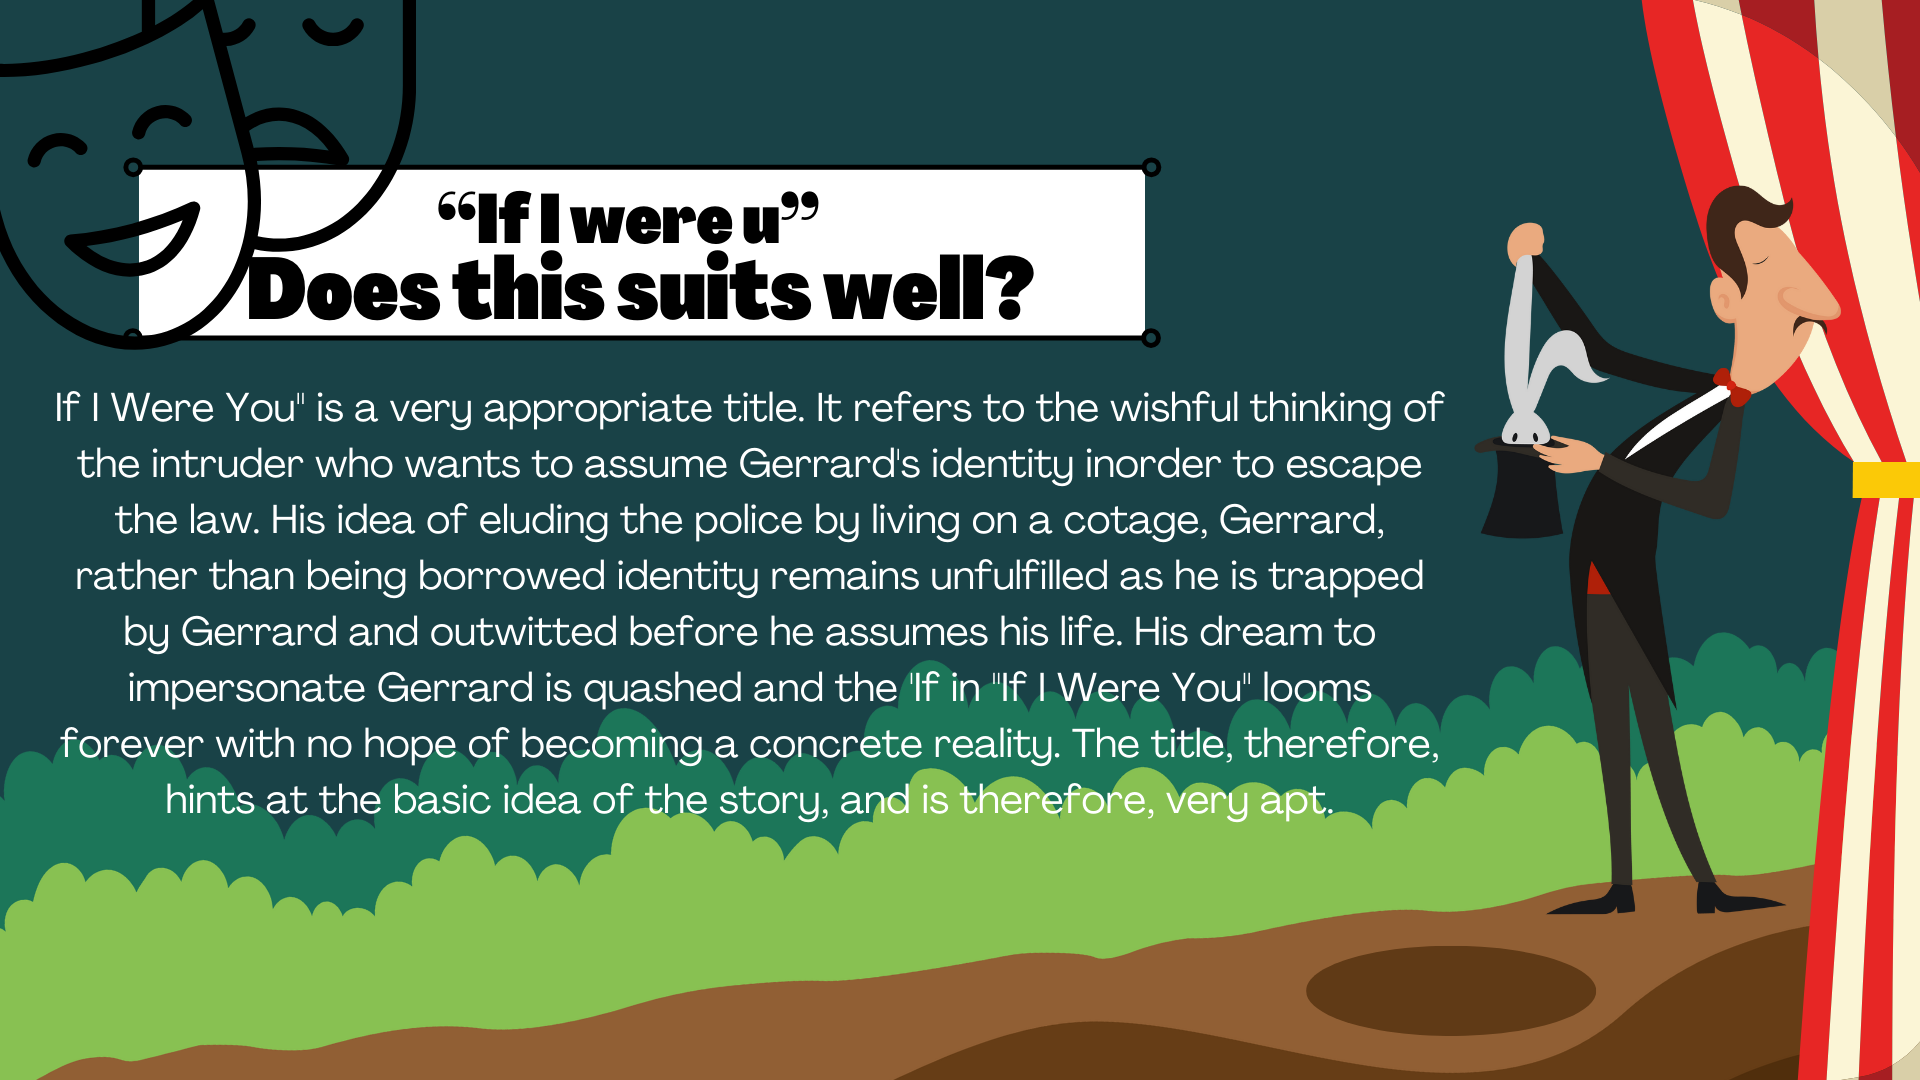 “If I were u”
Does this suits well?
If I Were You" is a very appropriate title. It refers to the wishful thinking of
the intruder who wants to assume Gerrard's identity inorder to escape
the law. His idea of eluding the police by living on a cotage, Gerrard,
rather than being borrowed identity remains unfulfilled as he is trapped
by Gerrard and outwitted before he assumes his life. His dream to
impersonate Gerrard is quashed and the 'If in "If I Were You" looms
forever with no hope of becoming a concrete reality. The title, therefore,
hints at the basic idea of the story, and is therefore, very apt.